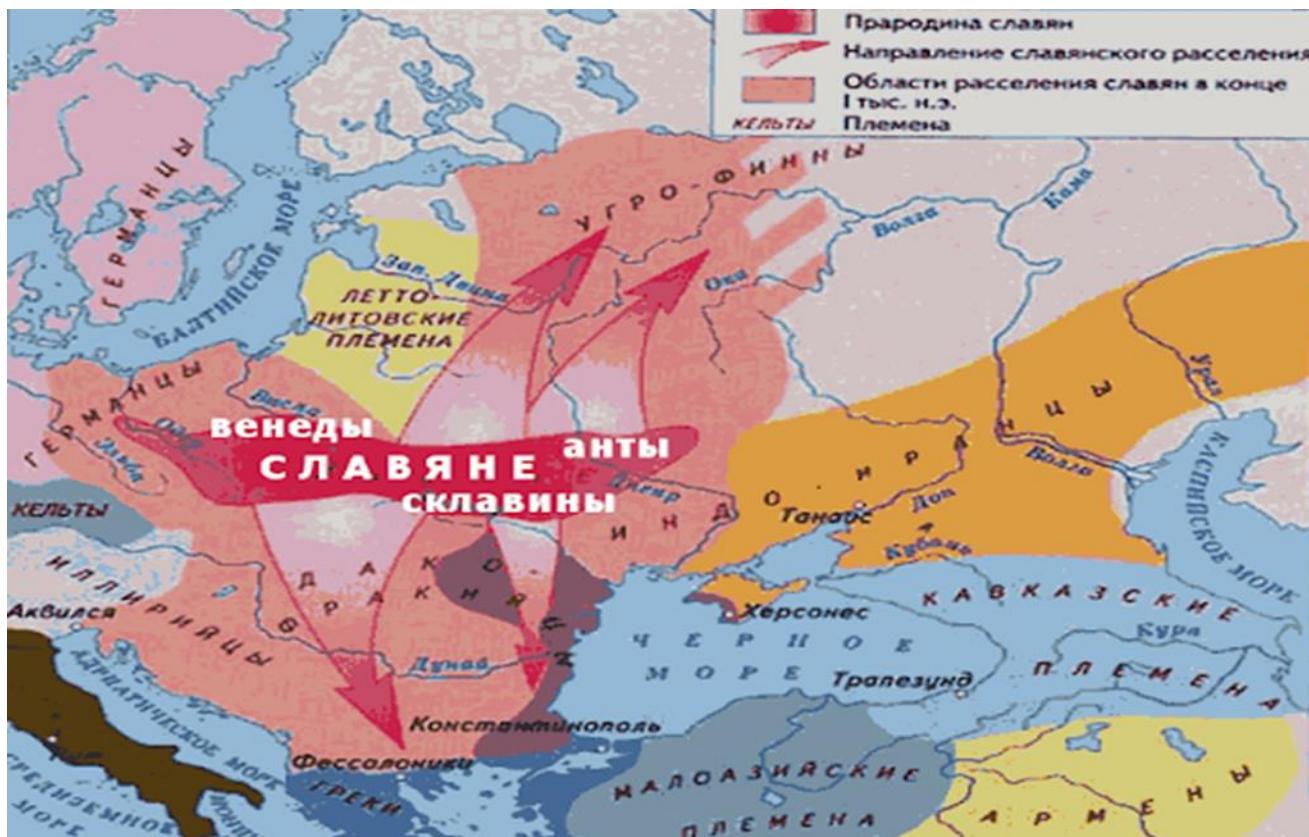 Прародина славян
Направление славянского расселения
Области расселения славян в конце
I тыс. н.э.
КЕЛЬТЫ Племена
ГЕРМАНЦЫ
БАЛТИЙСКОЕ МОРЕ
УГРО-ФИННЫ
Волга
Кама
Зап. Двина
Ока
ЛЕТТО-
ЛИТОВСКИЕ
ПЛЕМЕНА
Урал
ГЕРМАНЦЫ
Висла
Одер
Эльба
венеды
анты
СЛАВЯНЕ
склавины
Днепр
ИНДО-ИРАНЦЫ
Волга
КАСПИЙСКОЕ МОРЕ
КЕЛЬТЫ
Танаис
Дон
Кубань
ДАКО-
ФРАКИЙЦЫ
ИЛЛИРИЙЦЫ
Аквилея
Херсонес
КАВКАЗСКИЕ
ПЛЕМЕНА
Кура
ЧЕРНОЕ
МОРЕ
Дунай
Трапезунд
АДРИАТИЧЕСКОЕ МОРЕ
Константинополь
Фессалоники
ГРЕКИ
СРЕДИЗЕМНОЕ
МОРЕ
МАЛОАЗИЙСКИЕ
ПЛЕМЕНА
АРМЕНЫ